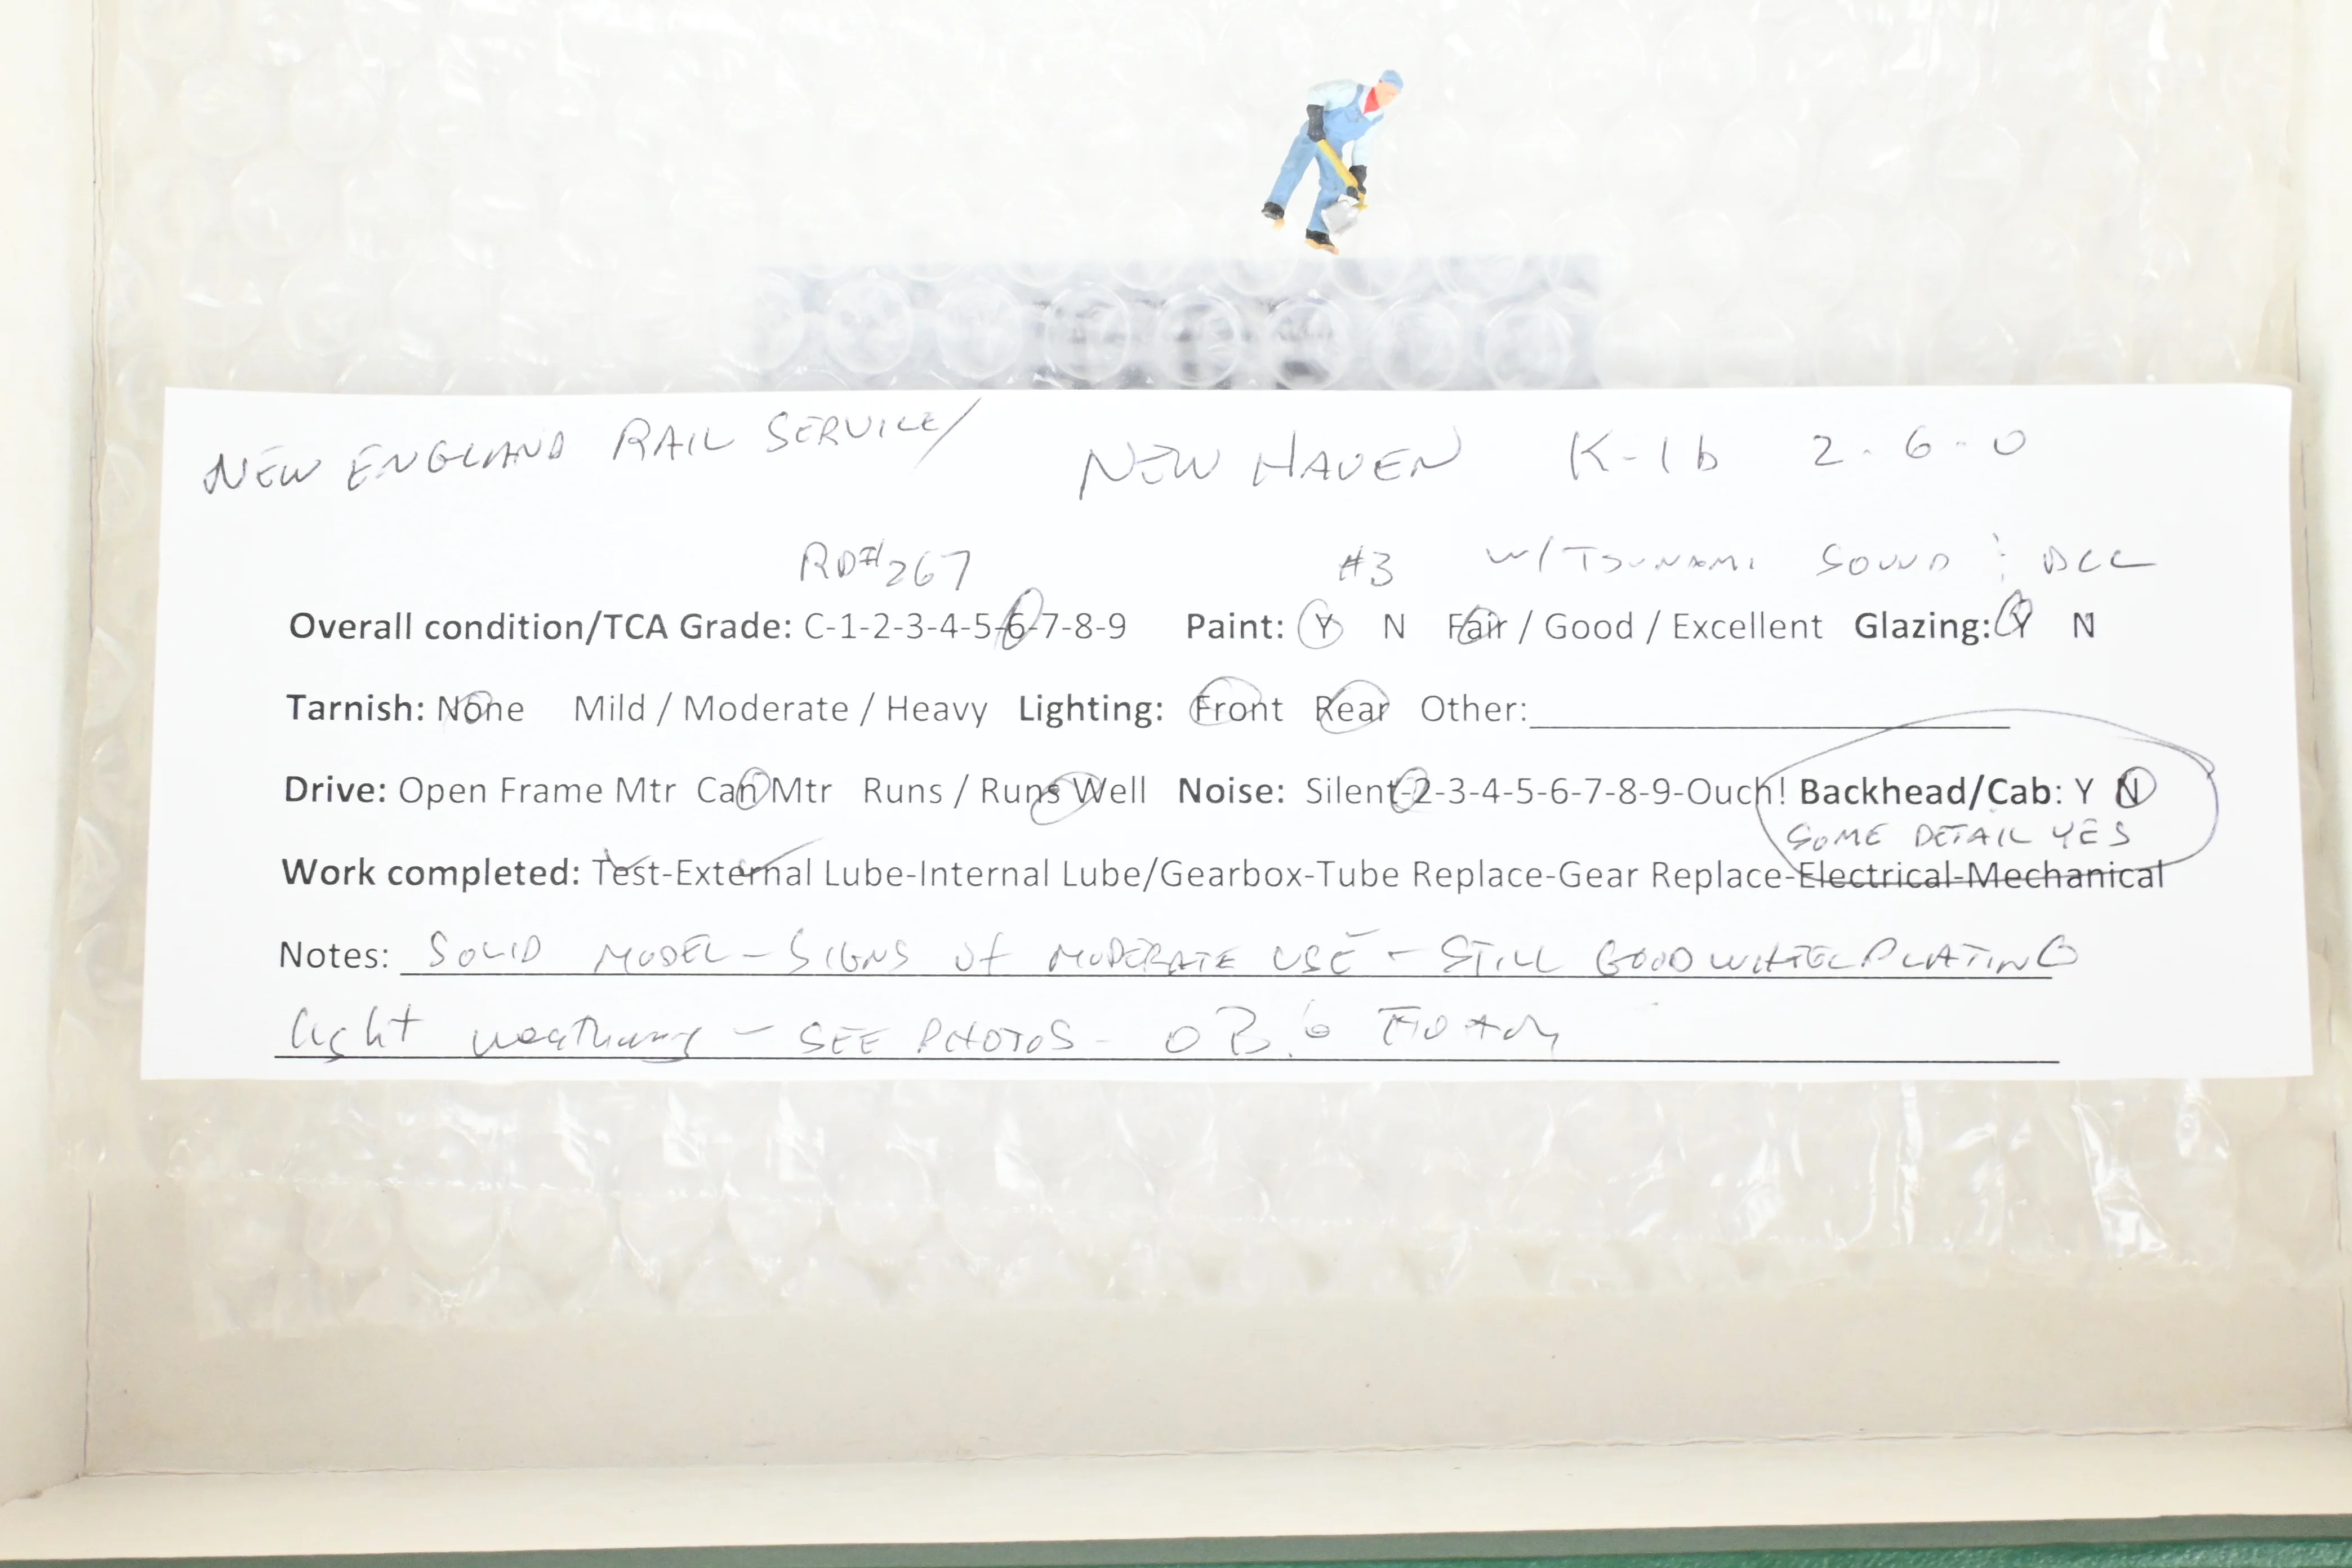 NEW ENGLAND RAIL SERVICE/ NEW HAVEN K-1b 2-6-0
RD#267 #3 W/TSUNAMI SOUND & DCC
Overall condition/TCA Grade: C-1-2-3-4-5-6-7-8-9 Paint: Y N Fair / Good / Excellent Glazing: Y N
Tarnish: None Mild / Moderate / Heavy Lighting: Front Rear Other:
Drive: Open Frame Mtr Can Mtr Runs / Runs Well Noise: Silent-2-3-4-5-6-7-8-9-Ouch! Backhead/Cab: Y N
SOME DETAIL YES
Work completed: Test-External Lube-Internal Lube/Gearbox-Tube Replace-Gear Replace-Electrical-Mechanical
Notes: SOLID MODEL - SIGNS of MODERATE USE - STILL GOOD WHEEL PLATING
light weathering - SEE PHOTOS - OB.